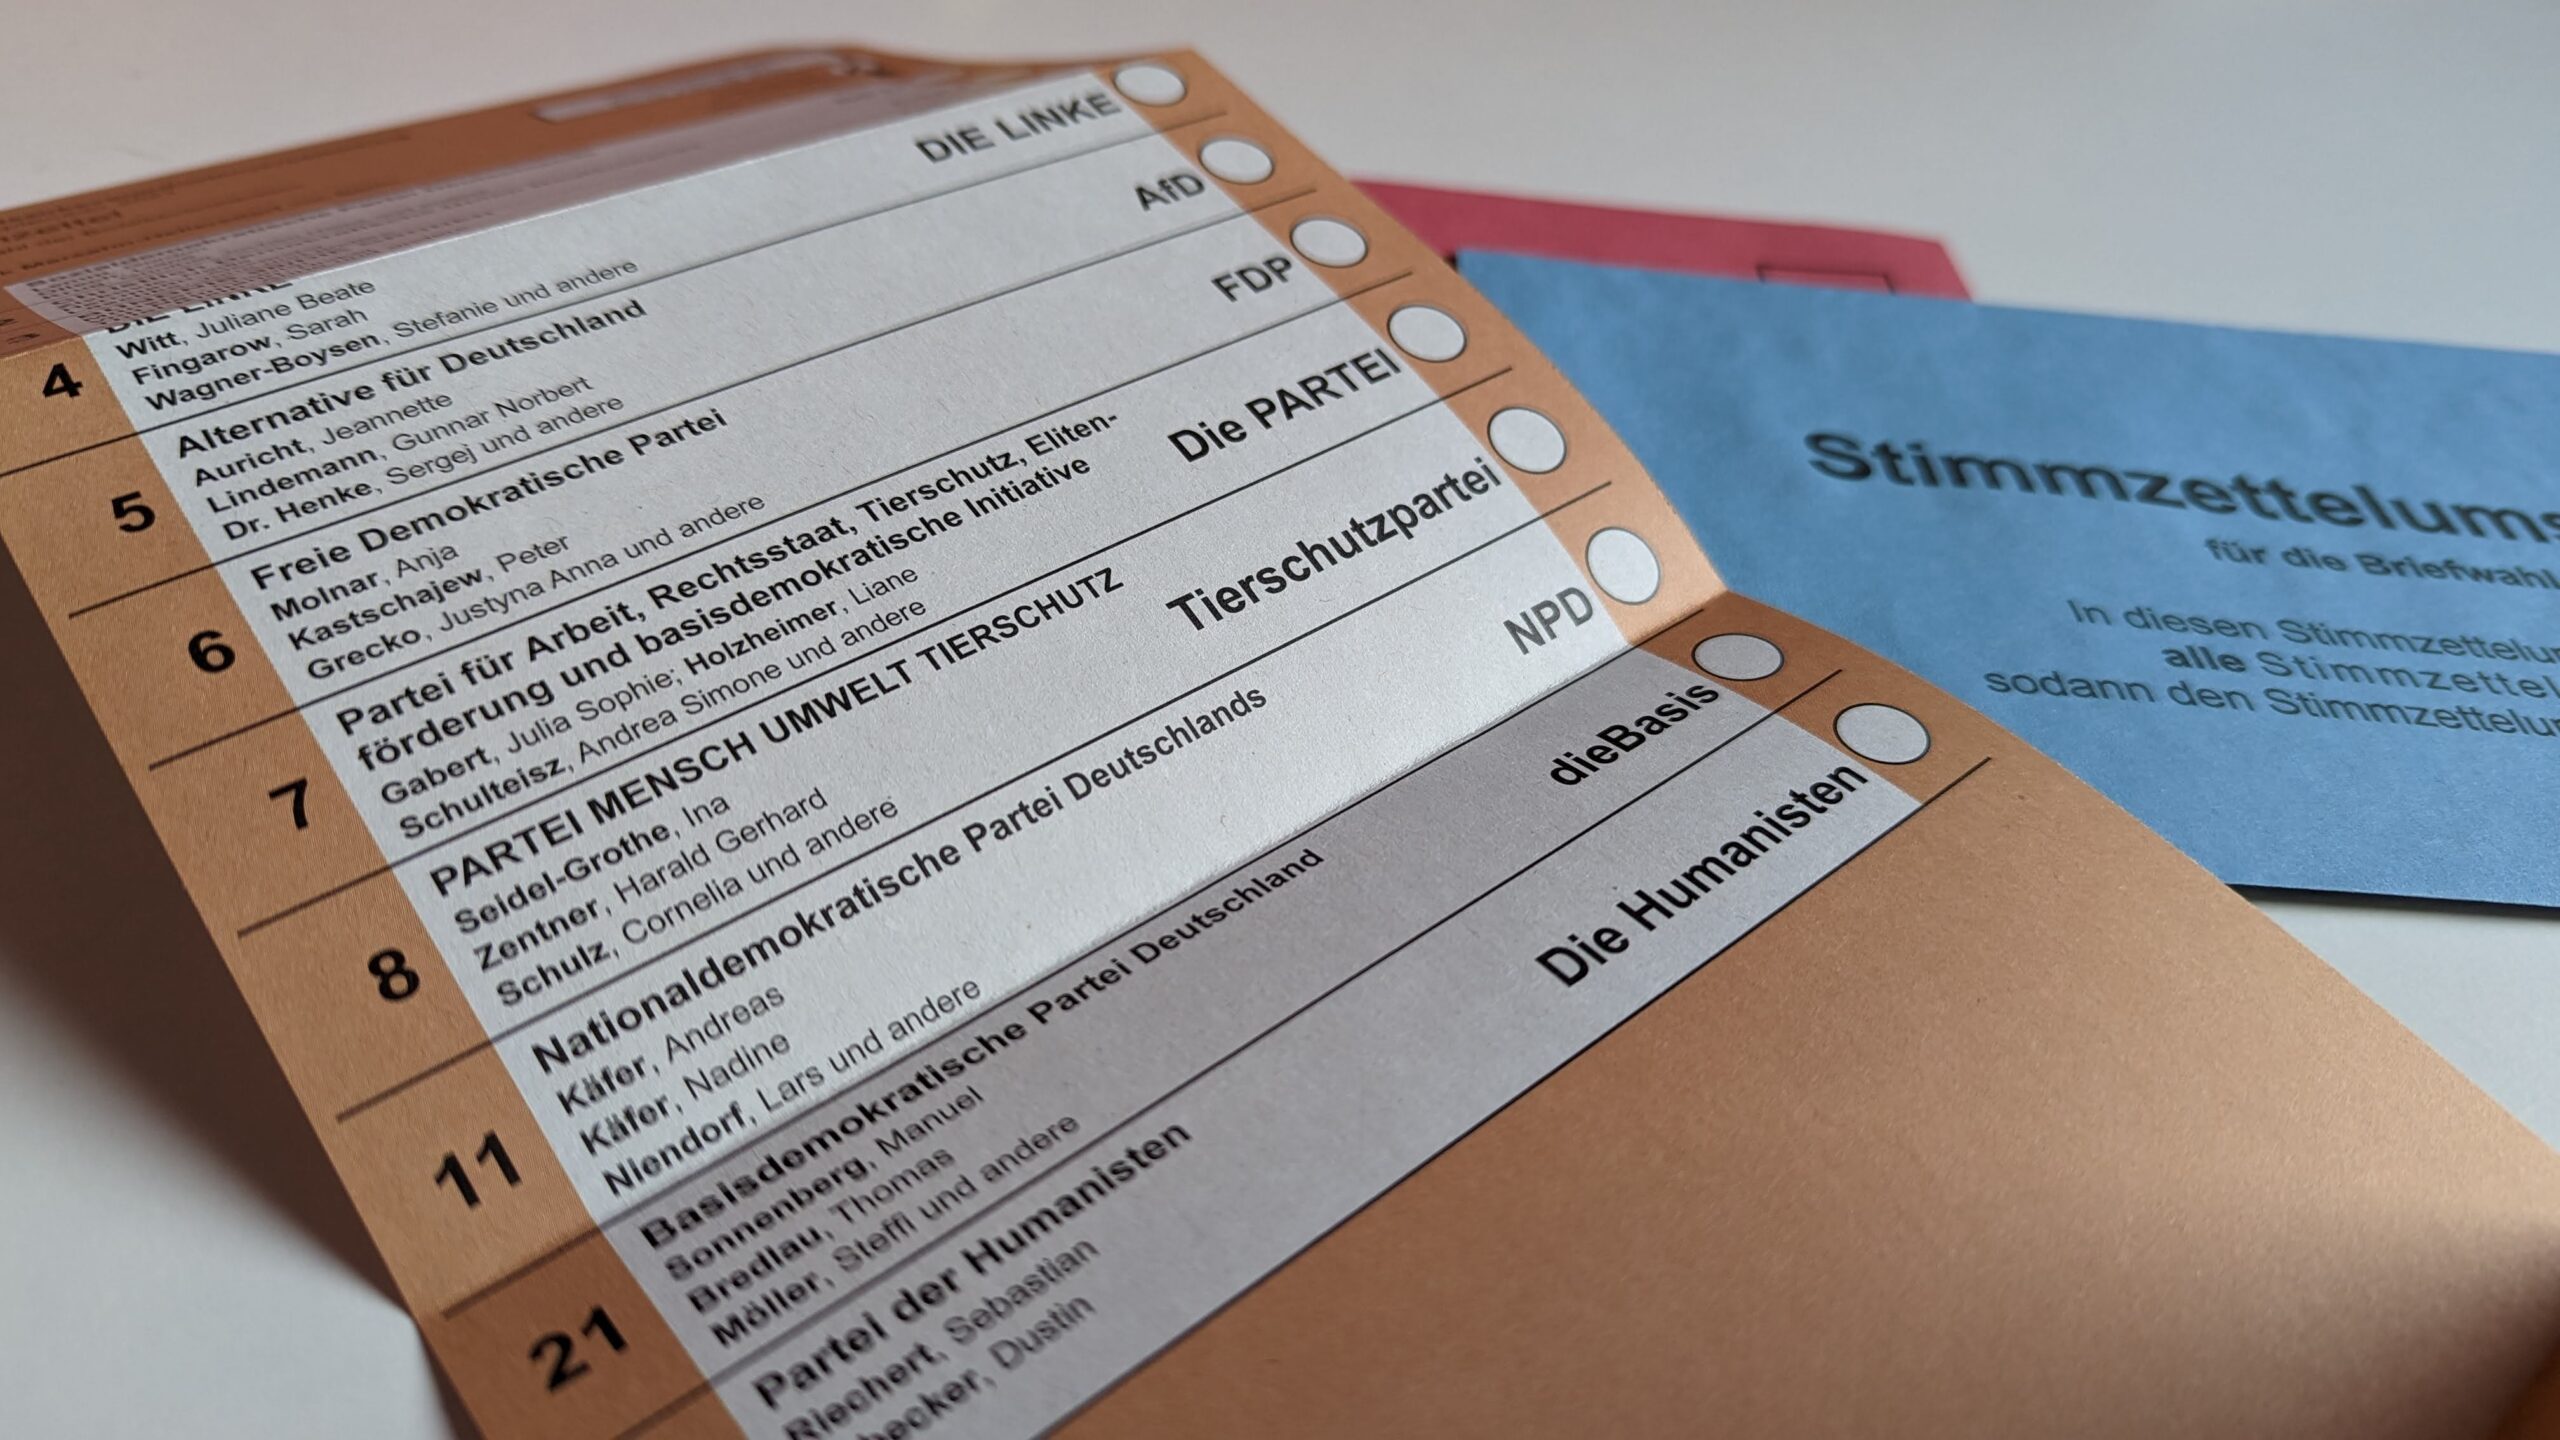 DIE LINKE
DIE LINKE
Witt, Juliane Beate
Fingarow, Sarah
Wagner-Boysen, Stefanie und andere
4
Alternative für Deutschland
AfD
Auricht, Jeannette
Lindemann, Gunnar Norbert
Dr. Henke, Sergej und andere
5
Freie Demokratische Partei
FDP
Molnar, Anja
Kastschajew, Peter
Grecko, Justyna Anna und andere
6
Partei für Arbeit, Rechtsstaat, Tierschutz, Eliten-
förderung und basisdemokratische Initiative
Die PARTEI
Gabert, Julia Sophie; Holzheimer, Liane
Schulteisz, Andrea Simone und andere
7
PARTEI MENSCH UMWELT TIERSCHUTZ
Tierschutzpartei
Seidel-Grothe, Ina
Zentner, Harald Gerhard
Schulz, Cornelia und andere
8
Nationaldemokratische Partei Deutschlands
NPD
Käfer, Andreas
Käfer, Nadine
Niendorf, Lars und andere
11
Basisdemokratische Partei Deutschland
dieBasis
Sonnenberg, Manuel
Bredlau, Thomas
Möller, Steffi und andere
21
Partei der Humanisten
Die Humanisten
Riechert, Sebastian
Dustin
Stimmzettelums
für die Briefwahl
In diesen Stimmzettelum
alle Stimmzettel
sodann den Stimmzettelum